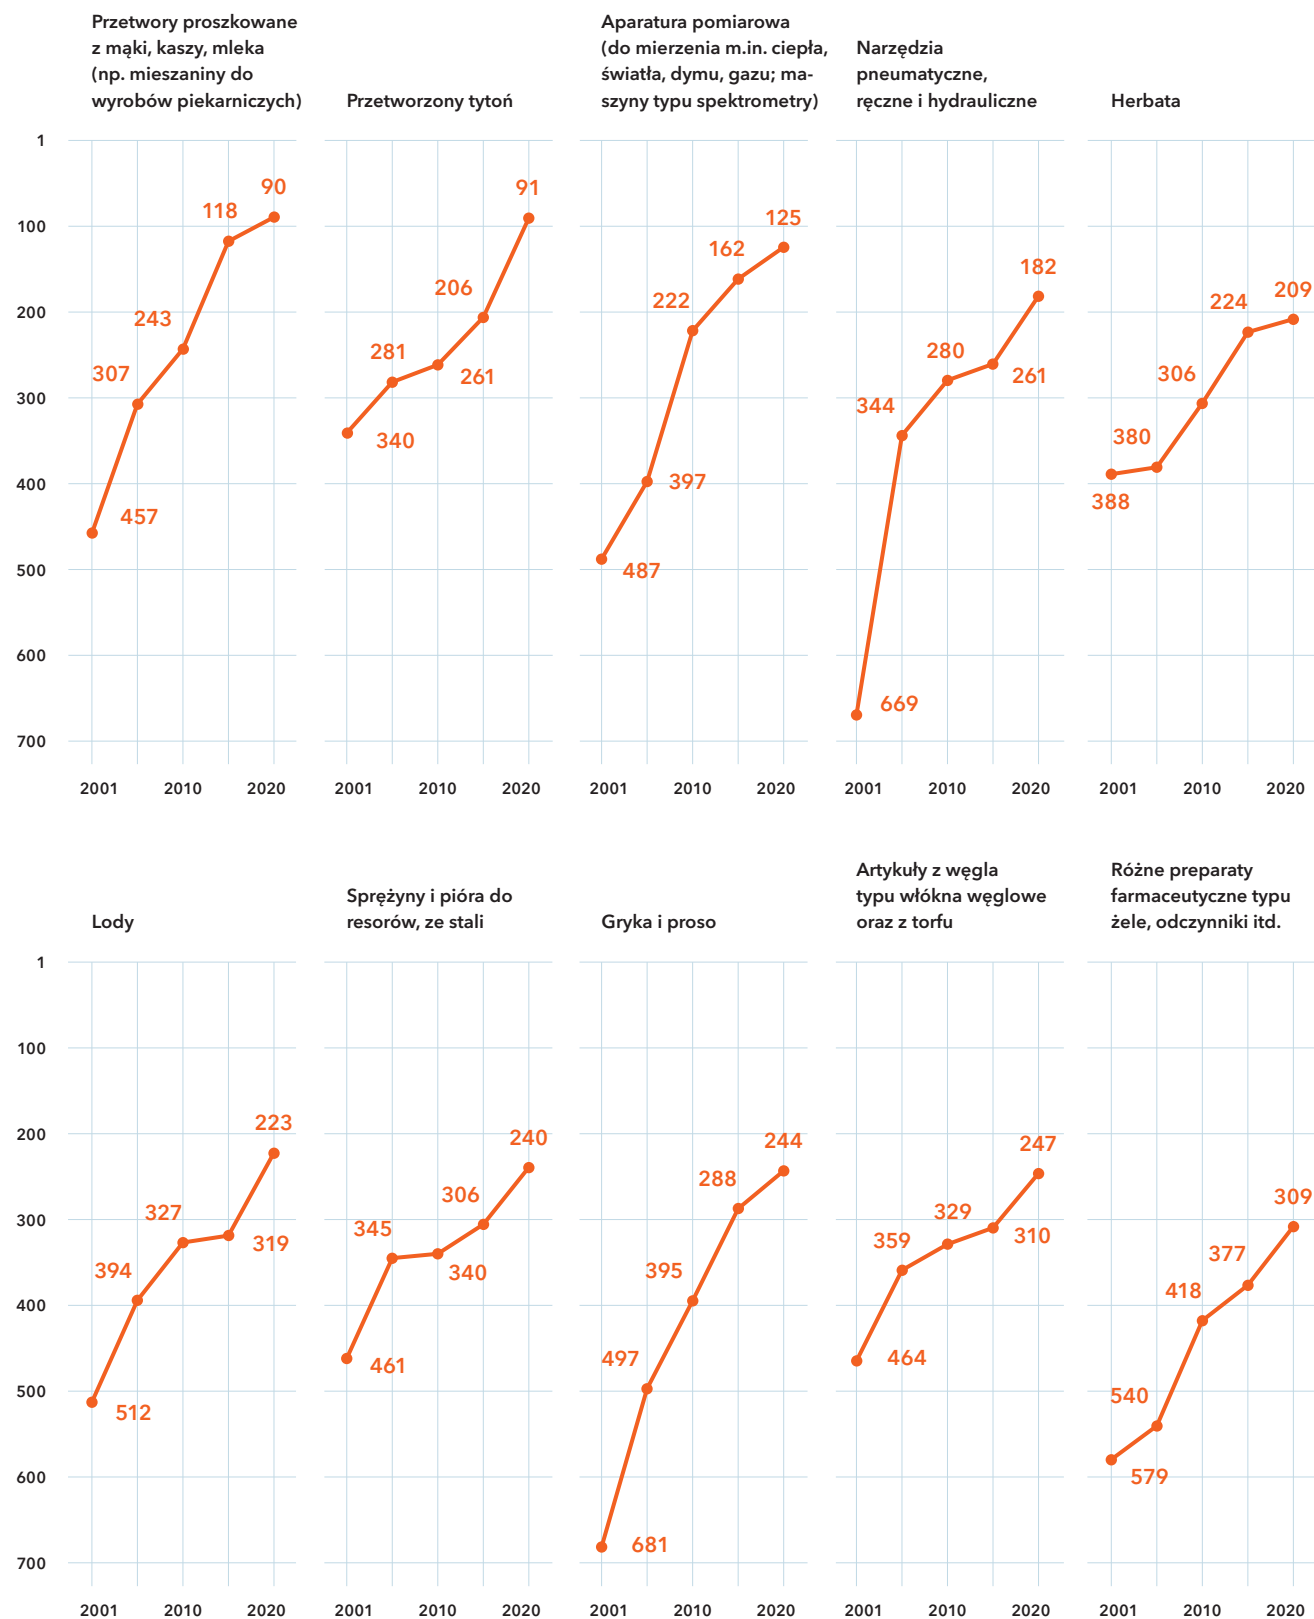 Przetwory proszkowane
z mąki, kaszy, mleka
(np. mieszaniny do
wyrobów piekarniczych)
Przetworzony tytoń
Aparatura pomiarowa
(do mierzenia m.in. ciepła,
światła, dymu, gazu; ma-
szyny typu spektrometry)
Narzędzia
pneumatyczne,
ręczne i hydrauliczne
Herbata
1
100
200
300
400
500
600
700
457
307
243
118
90
2001 2010 2020
340
281
261
206
91
2001 2010 2020
487
397
222
162
125
2001 2010 2020
669
344
280
261
182
2001 2010 2020
388
380
306
224
209
2001 2010 2020
Lody
Sprężyny i pióra do
resorów, ze stali
Gryka i proso
Artykuły z węgla
typu włókna węglowe
oraz z torfu
Różne preparaty
farmaceutyczne typu
żele, odczynniki itd.
1
100
200
300
400
500
600
700
512
394
327
319
223
2001 2010 2020
461
345
340
306
240
2001 2010 2020
681
497
395
288
244
2001 2010 2020
464
359
329
310
247
2001 2010 2020
579
540
418
377
309
2001 2010 2020